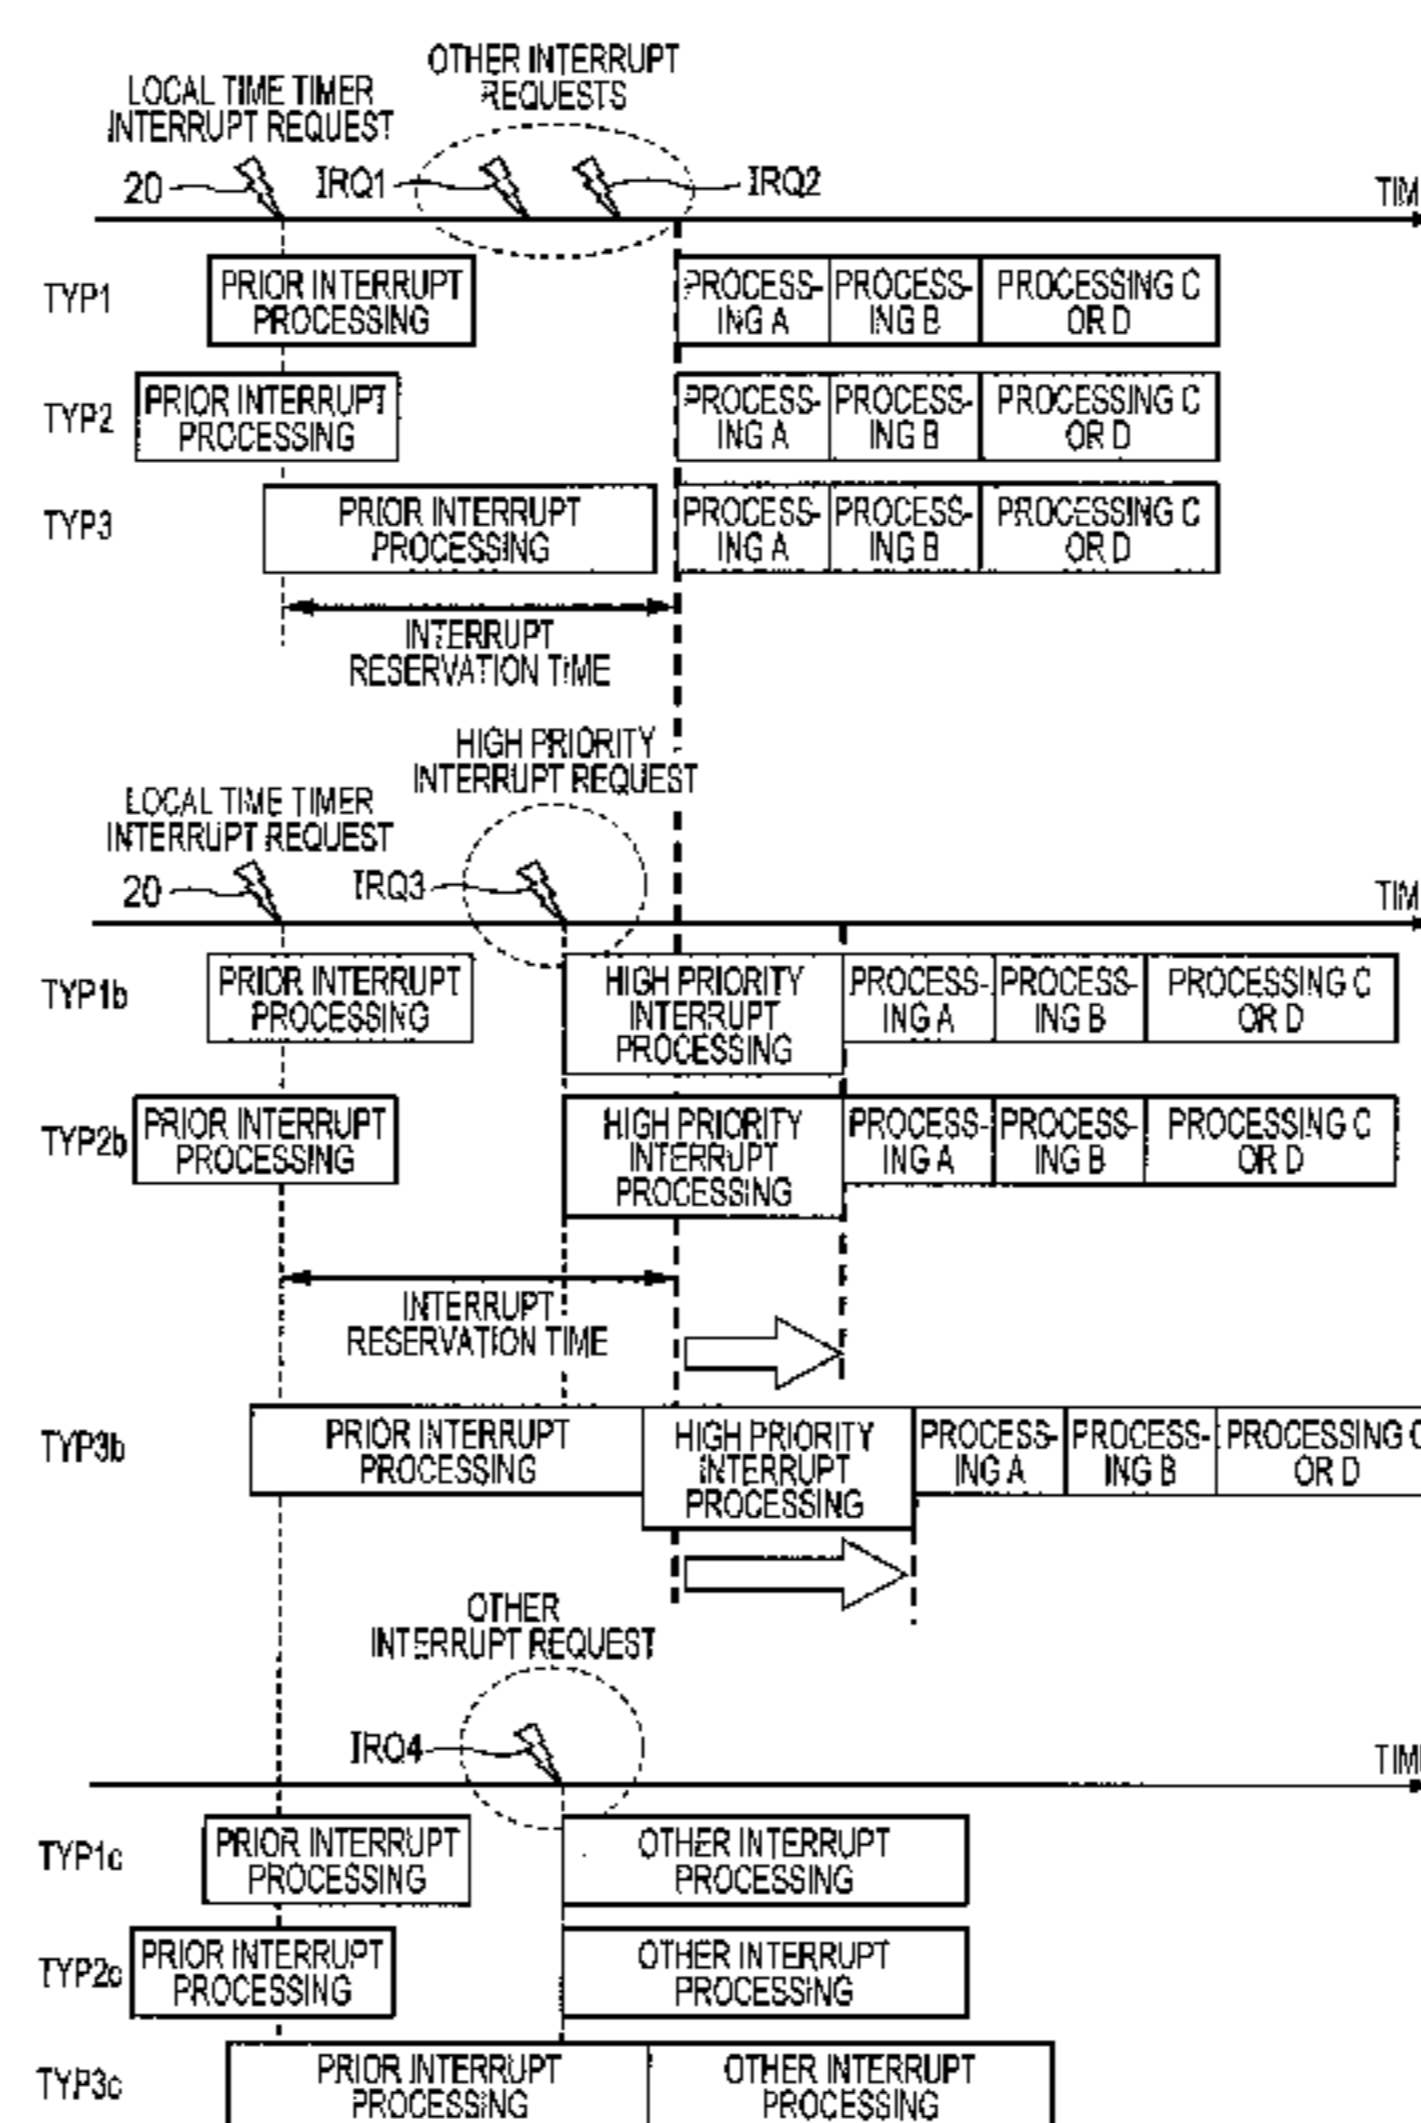 OTHER INTERRUPT
REQUESTS
LOCAL TIME TIMER
INTERRUPT REQUEST
20
IRQ1
IRQ2
TIM
TYP1
PRIOR INTERRUPT
PROCESSING
PROCESS-
ING A
PROCESS-
ING B
PROCESSING C
OR D
TYP2
PRIOR INTERRUPT
PROCESSING
PROCESS-
ING A
PROCESS-
ING B
PROCESSING C
OR D
TYP3
PRIOR INTERRUPT
PROCESSING
PROCESS-
ING A
PROCESS-
ING B
PROCESSING C
OR D
INTERRUPT
RESERVATION TIME
HIGH PRIORITY
INTERRUPT REQUEST
LOCAL TIME TIMER
INTERRUPT REQUEST
20
IRQ3
TIM
TYP1b
PRIOR INTERRUPT
PROCESSING
HIGH PRIORITY
INTERRUPT
PROCESSING
PROCESS-
ING A
PROCESS-
ING B
PROCESSING C
OR D
TYP2b
PRIOR INTERRUPT
PROCESSING
HIGH PRIORITY
INTERRUPT
PROCESSING
PROCESS-
ING A
PROCESS-
ING B
PROCESSING C
OR D
INTERRUPT
RESERVATION TIME
TYP3b
PRIOR INTERRUPT
PROCESSING
HIGH PRIORITY
INTERRUPT
PROCESSING
PROCESS-
ING A
PROCESS-
ING B
PROCESSING C
OR D
OTHER
INTERRUPT REQUEST
IRQ4
TIME
TYP1c
PRIOR INTERRUPT
PROCESSING
OTHER INTERRUPT
PROCESSING
TYP2c
PRIOR INTERRUPT
PROCESSING
OTHER INTERRUPT
PROCESSING
TYP3c
PRIOR INTERRUPT
PROCESSING
OTHER INTERRUPT
PROCESSING